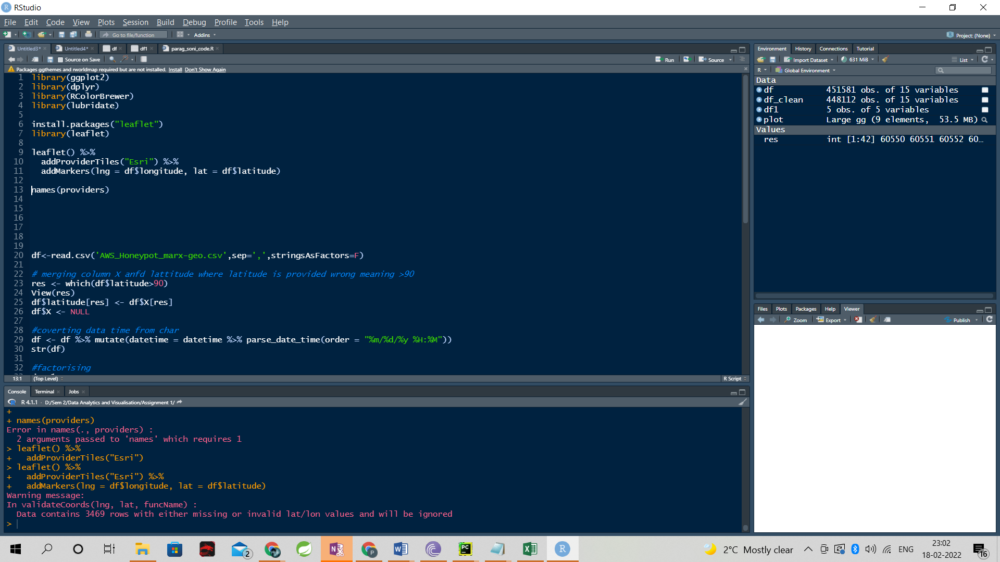 RStudio
File Edit Code View Plots Session Build Debug Profile Tools Help
Go to file/function Addins Project: (None)
Untitled3* Untitled4* df df1 parag_soni_code.R
Source on Save Run Source
Packages ggthemes and rworldmap required but are not installed. Install Don't Show Again
1 library(ggplot2)
2 library(dplyr)
3 library(RColorBrewer)
4 library(lubridate)
5
6 install.packages("leaflet")
7 library(leaflet)
8
9 leaflet() %>%
10 addProviderTiles("Esri") %>%
11 addMarkers(lng = df$longitude, lat = df$latitude)
12
13 names(providers)
14
15
16
17
18
19
20 df<-read.csv('AWS_Honeypot_marx-geo.csv',sep=',',stringsAsFactors=F)
21
22 # merging column X anfd lattitude where latitude is provided wrong meaning >90
23 res <- which(df$latitude>90)
24 View(res)
25 df$latitude[res] <- df$X[res]
26 df$X <- NULL
27
28 #coverting data time from char
29 df <- df %>% mutate(datetime = datetime %>% parse_date_time(order = "%m/%d/%y %H:%M"))
30 str(df)
31
32 #factorising
13:1 (Top Level) R Script
Console Terminal Jobs
R 4.1.1 · D:/Sem 2/Data Analytics and Visualisation/Assignment 1/
+
+ names(providers)
Error in names(., providers) :
2 arguments passed to 'names' which requires 1
> leaflet() %>%
+ addProviderTiles("Esri")
> leaflet() %>%
+ addProviderTiles("Esri") %>%
+ addMarkers(lng = df$longitude, lat = df$latitude)
Warning message:
In validateCoords(lng, lat, funcName) :
Data contains 3469 rows with either missing or invalid lat/lon values and will be ignored
>
Environment History Connections Tutorial
Import Dataset 631 MiB List
R Global Environment
Data
df 451581 obs. of 15 variables
df_clean 448112 obs. of 15 variables
df1 5 obs. of 5 variables
plot Large gg (9 elements, 53.5 MB)
Values
res int [1:42] 60550 60551 60552 60…
Files Plots Packages Help Viewer
Zoom Export Publish
2 N P W PC X R
2°C Mostly clear ENG 23:02
18-02-2022 16